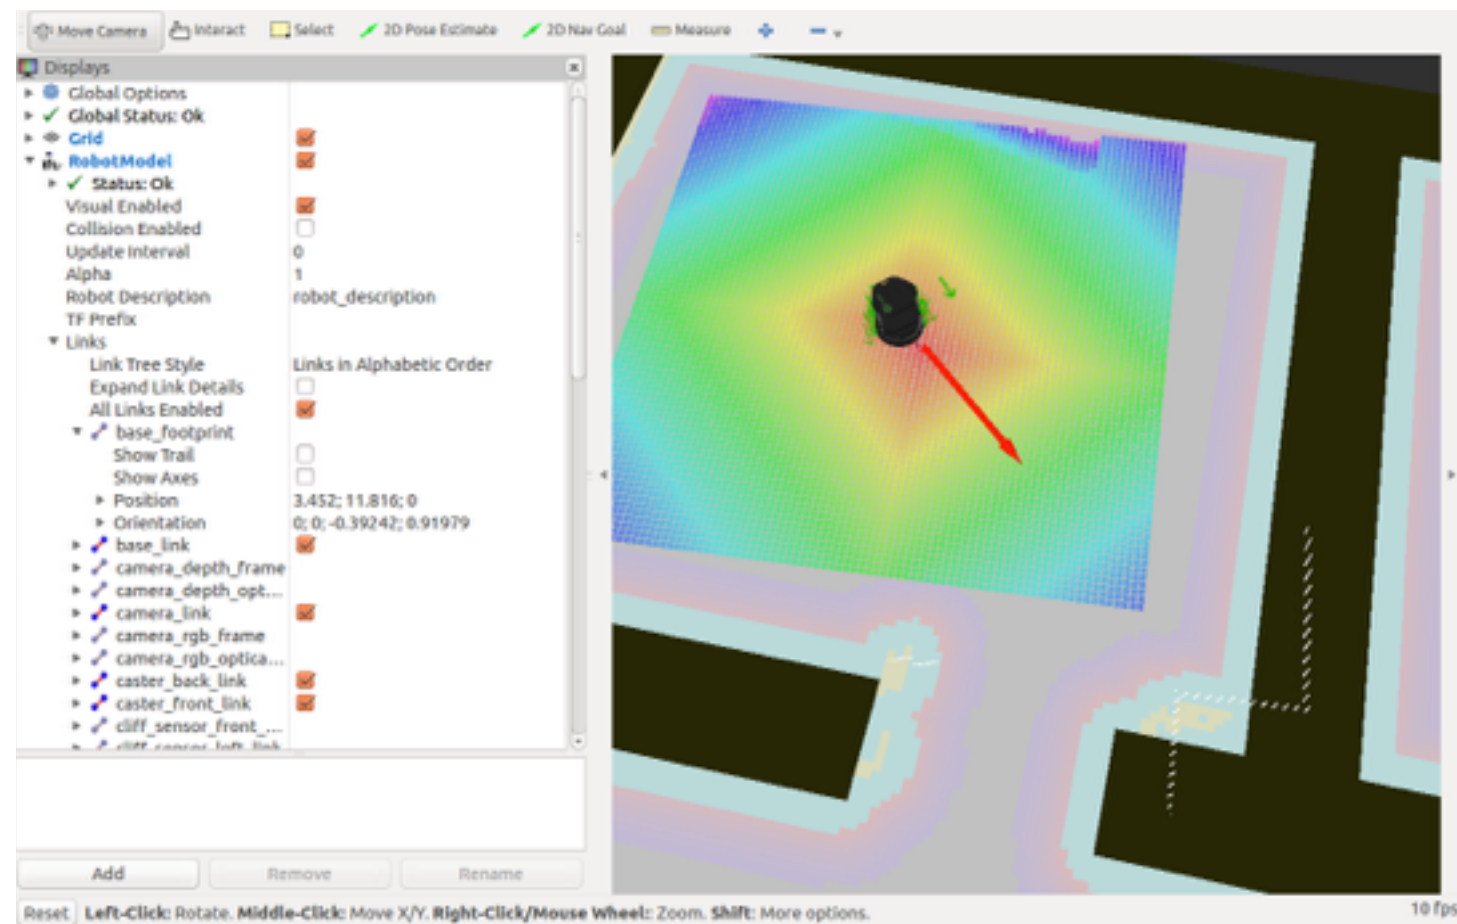 Move Camera Interact Select 2D Pose Estimate 2D Nav Goal Measure
Displays
Global Options
Global Status: Ok
Grid
RobotModel
Status: Ok
Visual Enabled
Collision Enabled
Update Interval 0
Alpha 1
Robot Description robot_description
TF Prefix
Links
Link Tree Style Links in Alphabetic Order
Expand Link Details
All Links Enabled
base_footprint
Show Trail
Show Axes
Position 3.452; 11.816; 0
Orientation 0; 0; -0.39242; 0.91979
base_link
camera_depth_frame
camera_depth_opt...
camera_link
camera_rgb_frame
camera_rgb_optica...
caster_back_link
caster_front_link
cliff_sensor_front_...
cliff_sensor_left_link
Add Remove Rename
Reset Left-Click: Rotate. Middle-Click: Move X/Y. Right-Click/Mouse Wheel:: Zoom. Shift: More options. 10 fps